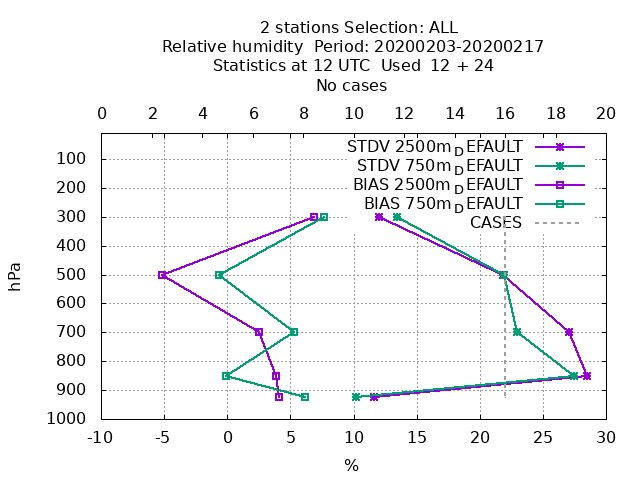 2 stations Selection: ALL
Relative humidity  Period: 20200203-20200217
Statistics at 12 UTC  Used  12 + 24
No cases
0 2 4 6 8 10 12 14 16 18 20
STDV 2500m_DEFAULT
STDV 750m_DEFAULT
BIAS 2500m_DEFAULT
BIAS 750m_DEFAULT
CASES
hPa
100
200
300
400
500
600
700
800
900
1000
-10 -5 0 5 10 15 20 25 30
%